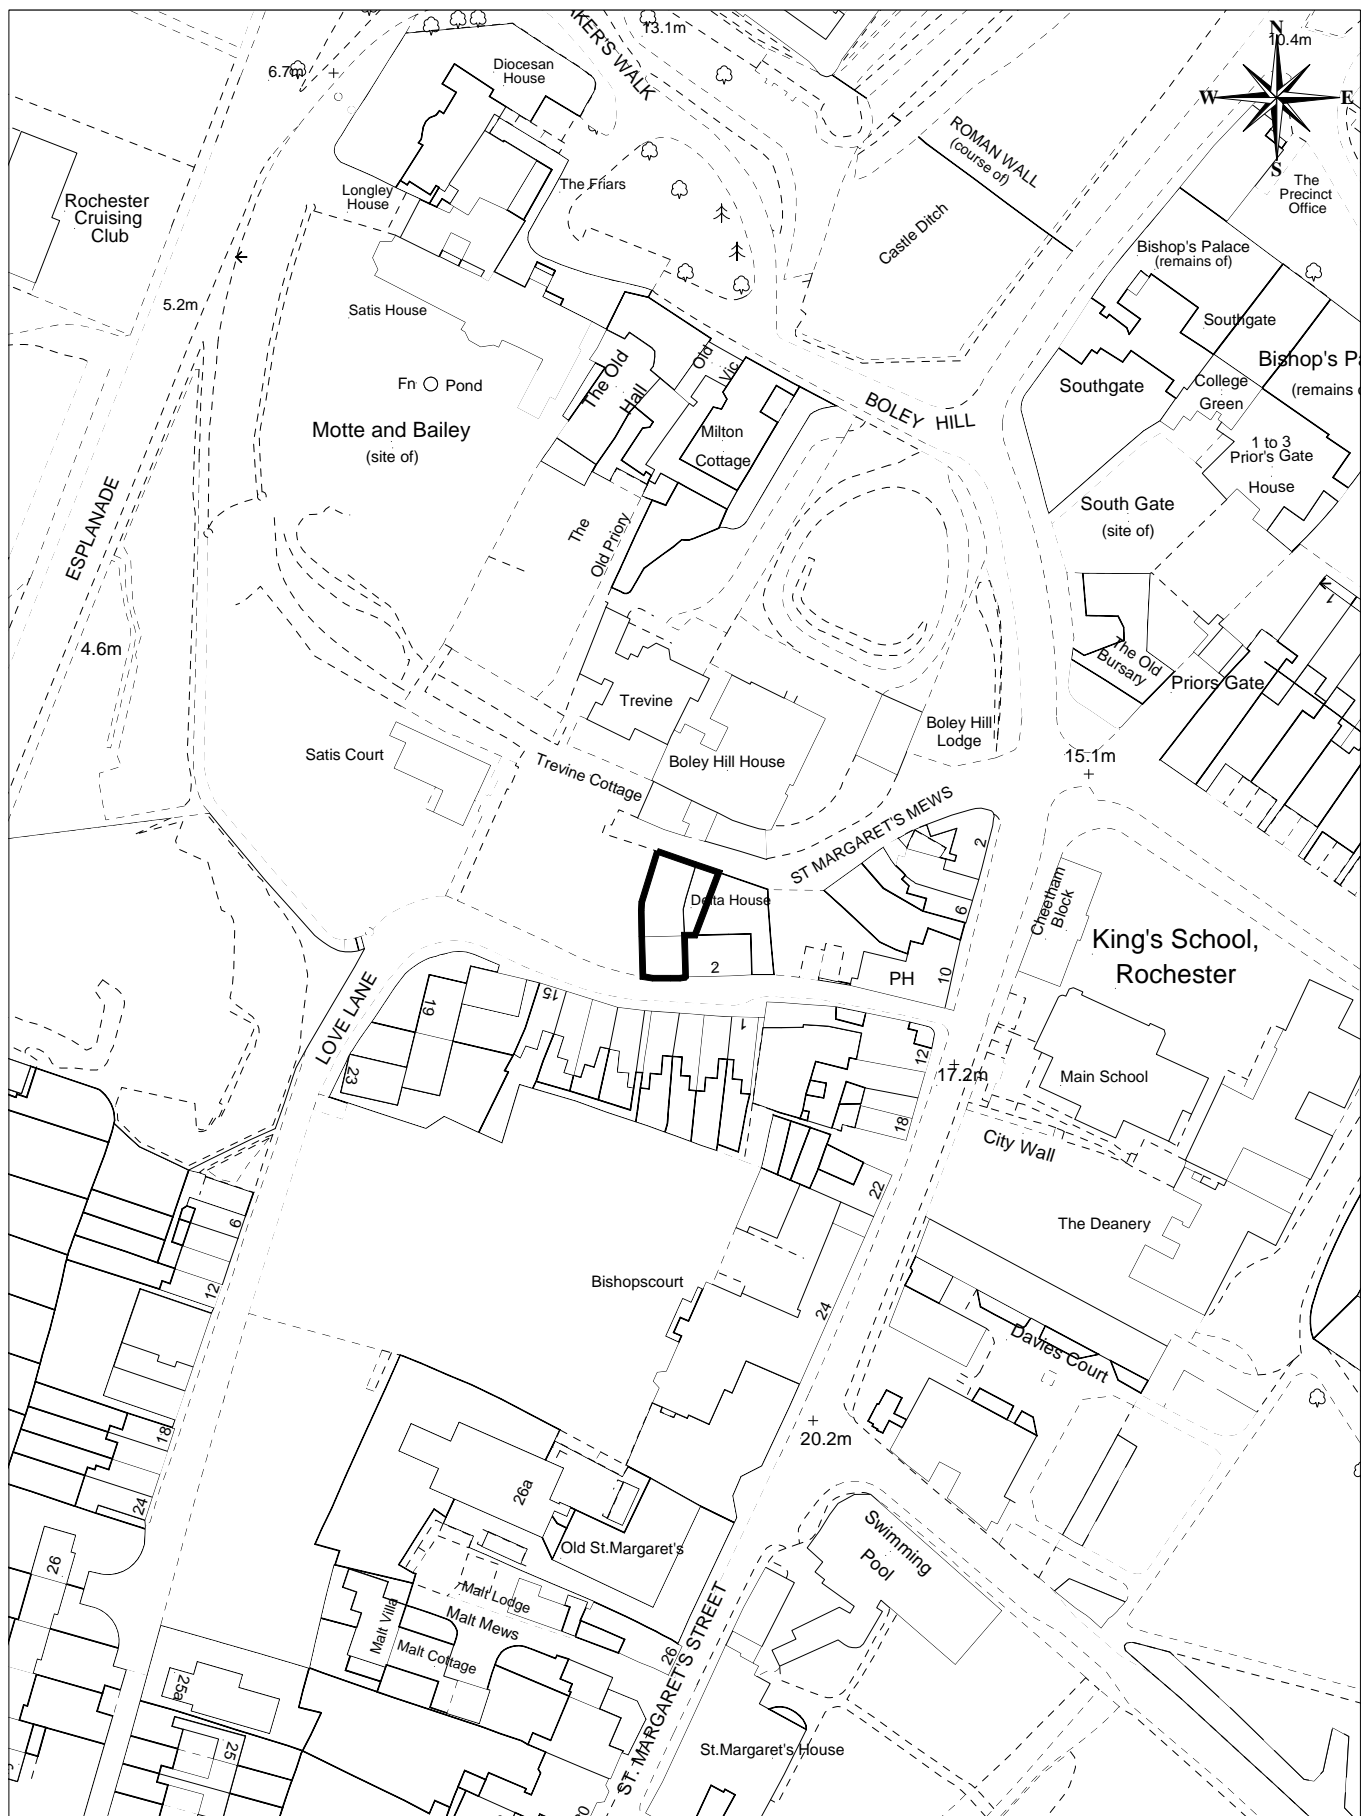 KER'S WALK
13.1m
N
10.4m
W
E
S
6.7m
Diocesan
House
ROMAN WALL
(course of)
The
Precinct
Office
Longley
House
The Friars
Rochester
Cruising
Club
Castle Ditch
Bishop's Palace
(remains of)
5.2m
Satis House
Southgate
Bishop's Pa
(remains o
The Old
Hall
Old
Vic
Fn
Pond
Southgate
College
Green
BOLEY HILL
Motte and Bailey
(site of)
Milton
Cottage
1 to 3
Prior's Gate
House
ESPLANADE
The
Old Priory
South Gate
(site of)
1
4.6m
The Old
Bursary
Priors Gate
Trevine
Boley Hill
Lodge
Satis Court
Trevine Cottage
Boley Hill House
15.1m
ST MARGARET'S MEWS
2
Delta House
6
Cheetham
Block
King's School,
Rochester
2
PH
10
LOVE LANE
19
15
1
23
12
17.2m
Main School
18
City Wall
22
The Deanery
9
12
Bishopscourt
24
Davies Court
18
20.2m
24
26a
26
Old St.Margaret's
Swimming
Pool
Malt Lodge
Malt Mews
Malt Villa
Malt Cottage
26
25a
25
ST. MARGARET'S STREET
St.Margaret's House